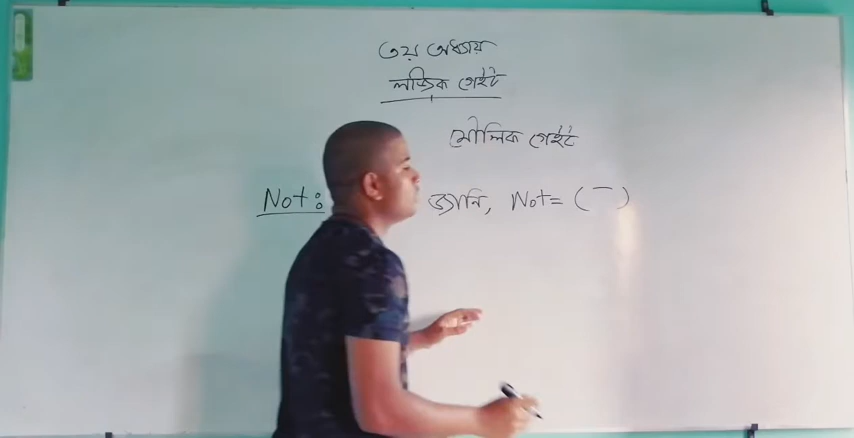 ৩য় অধ্যায়
লজিক গেইট
মৌলিক গেইট
Not: জানি, Not = (‾)